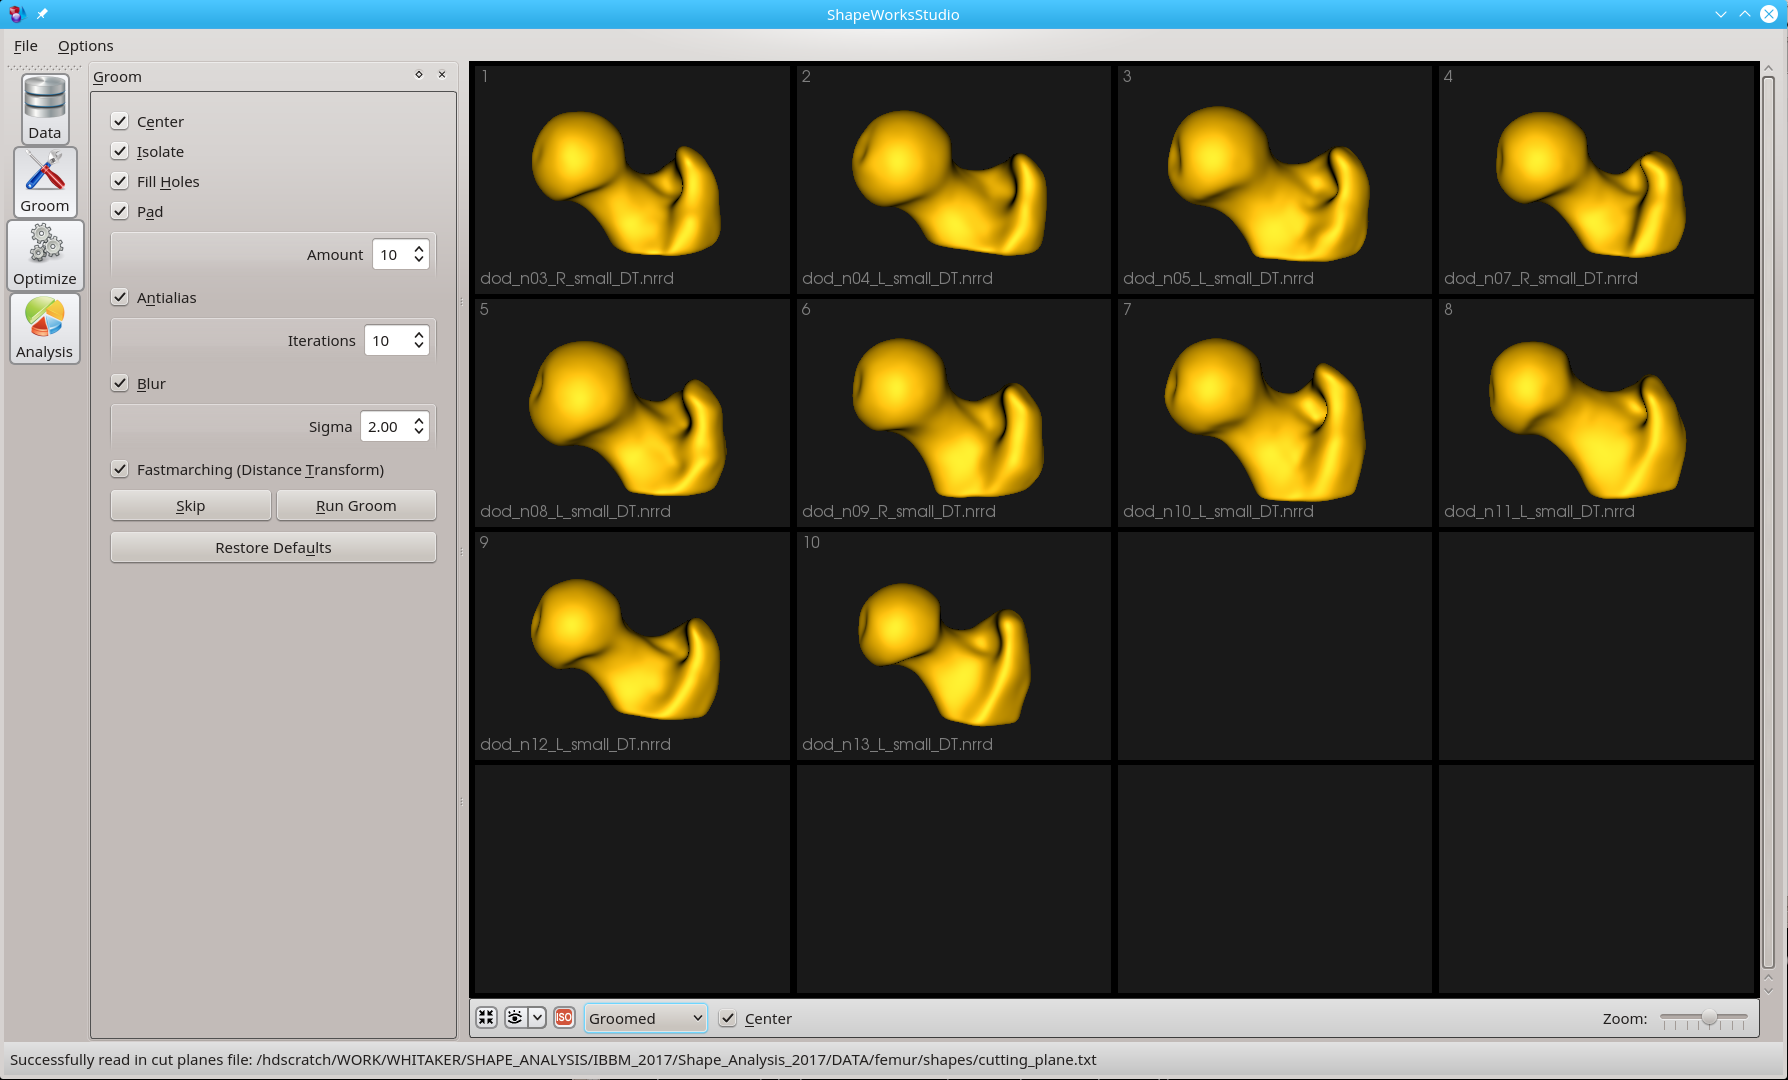 ShapeWorksStudio
File Options
Groom
Data
Groom
Optimize
Analysis
Center
Isolate
Fill Holes
Pad
Amount 10
Antialias
Iterations 10
Blur
Sigma 2.00
Fastmarching (Distance Transform)
Skip Run Groom
Restore Defaults
1 2 3 4
dod_n03_R_small_DT.nrrd dod_n04_L_small_DT.nrrd dod_n05_L_small_DT.nrrd dod_n07_R_small_DT.nrrd
5 6 7 8
dod_n08_L_small_DT.nrrd dod_n09_R_small_DT.nrrd dod_n10_L_small_DT.nrrd dod_n11_L_small_DT.nrrd
9 10
dod_n12_L_small_DT.nrrd dod_n13_L_small_DT.nrrd
ISO Groomed Center Zoom:
Successfully read in cut planes file: /hdscratch/WORK/WHITAKER/SHAPE_ANALYSIS/IBBM_2017/Shape_Analysis_2017/DATA/femur/shapes/cutting_plane.txt